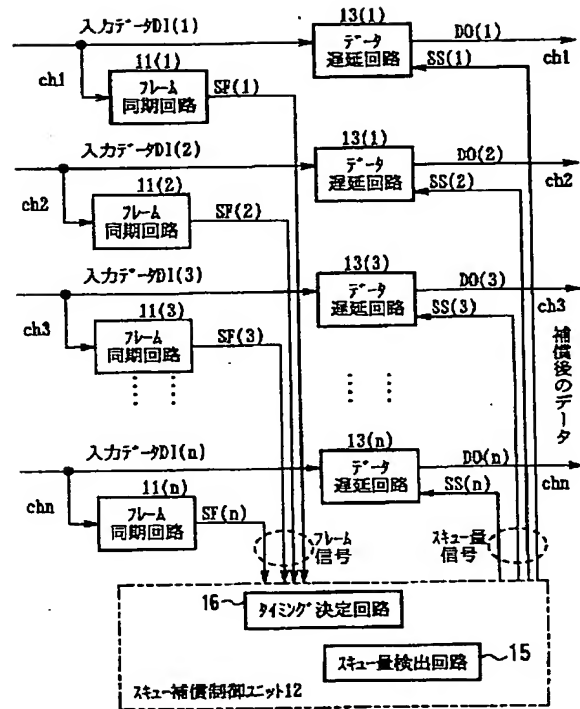 入力データDI(1)
13(1)
データ
遅延回路
DO(1)
SS(1)
ch1
ch1
11(1)
フレーム
同期回路
SF(1)
入力データDI(2)
13(1)
データ
遅延回路
DO(2)
SS(2)
ch2
ch2
11(2)
フレーム
同期回路
SF(2)
入力データDI(3)
13(3)
データ
遅延回路
DO(3)
SS(3)
ch3
ch3
11(3)
フレーム
同期回路
SF(3)
補償後のデータ
入力データDI(n)
13(n)
データ
遅延回路
DO(n)
SS(n)
chn
chn
11(n)
フレーム
同期回路
SF(n)
フレーム
信号
スキュー量
信号
16
タイミング決定回路
スキュー量検出回路
15
スキュー補償制御ユニット12